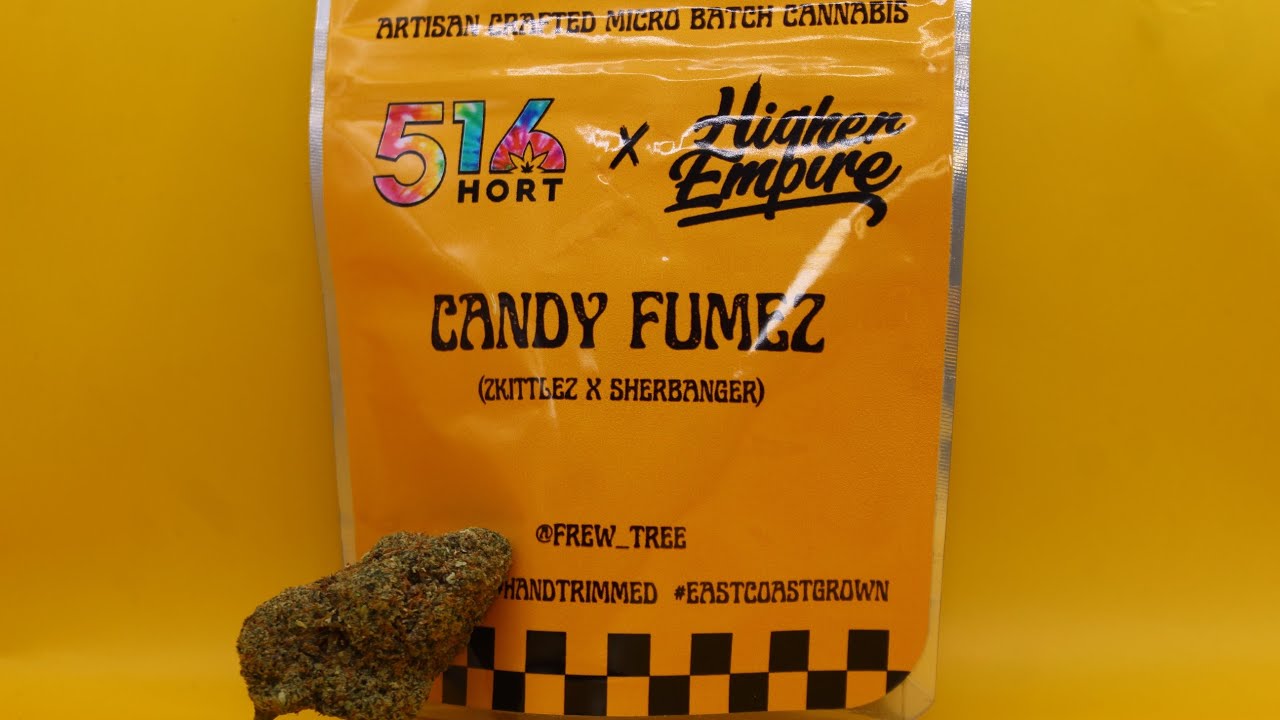 ARTISAN CRAFTED MICRO BATCH CANNABIS
516 HORT X Higher Empire
CANDY FUMEZ
(ZKITTLEZ X SHERBANGER)
@FREW_TREE
#HANDTRIMMED #EASTCOASTGROWN